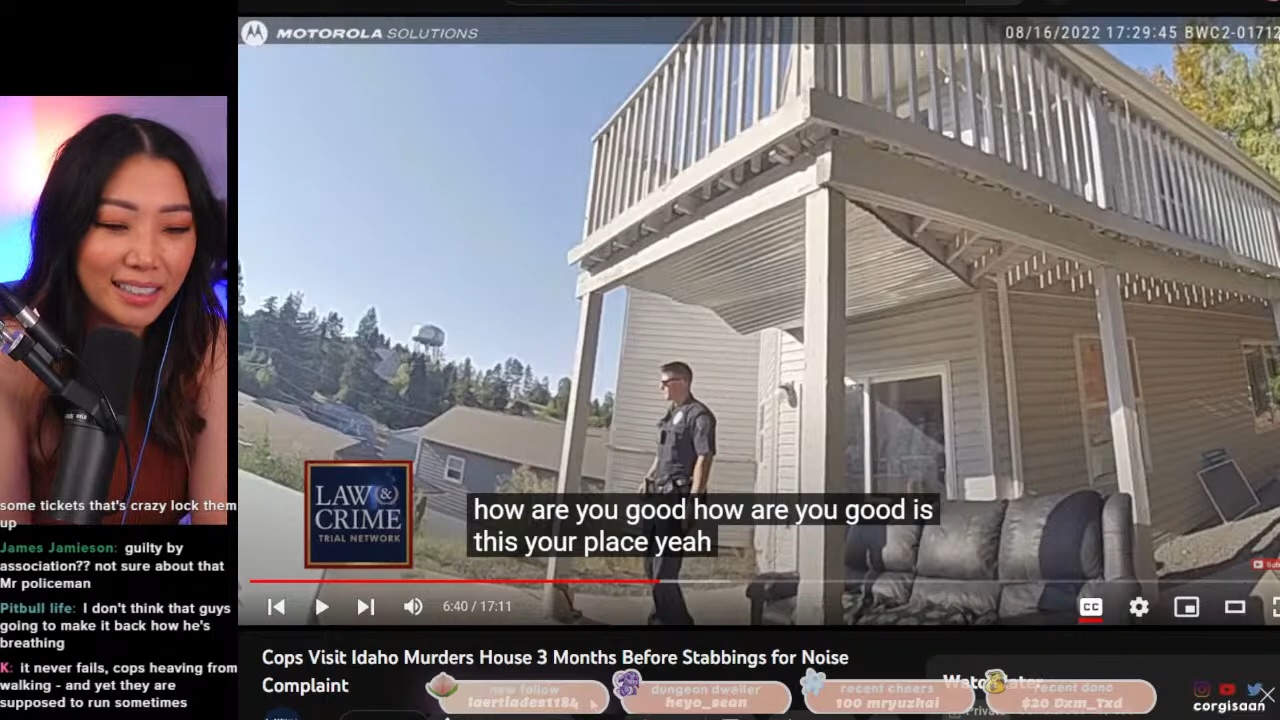 MOTOROLA SOLUTIONS
08/16/2022 17:29:45 BWC2-01712
LAW &
CRIME
TRIAL NETWORK
how are you good how are you good is
this your place yeah
6:40 / 17:11
CC
Cops Visit Idaho Murders House 3 Months Before Stabbings for Noise
Complaint
some tickets that's crazy lock them
up
James Jamieson: guilty by
association?? not sure about that
Mr policeman
Pitbull life: I don't think that guys
going to make it back how he's
breathing
K: it never fails, cops heaving from
walking - and yet they are
supposed to run sometimes
new follow
laertiades1184
dungeon dweller
heyo_sean
recent cheers
100 mryuzhai
recent dono
$20 Dxm_Txd
corgisaan